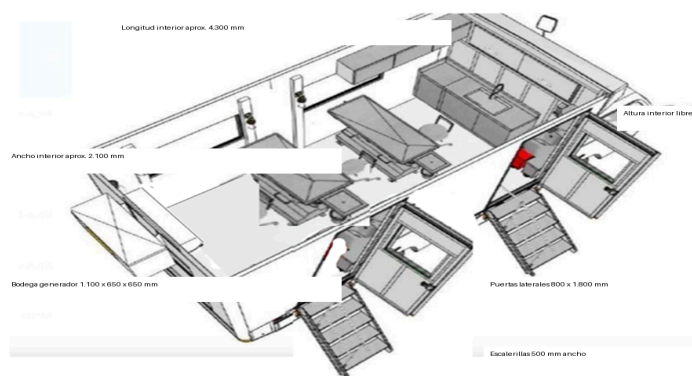 Longitud interior aprox. 4.300 mm
Altura interior libre
Ancho interior aprox. 2.100 mm
Bodega generador 1.100 x 650 x 650 mm
Puertas laterales 800 x 1.800 mm
Escalerillas 500 mm ancho